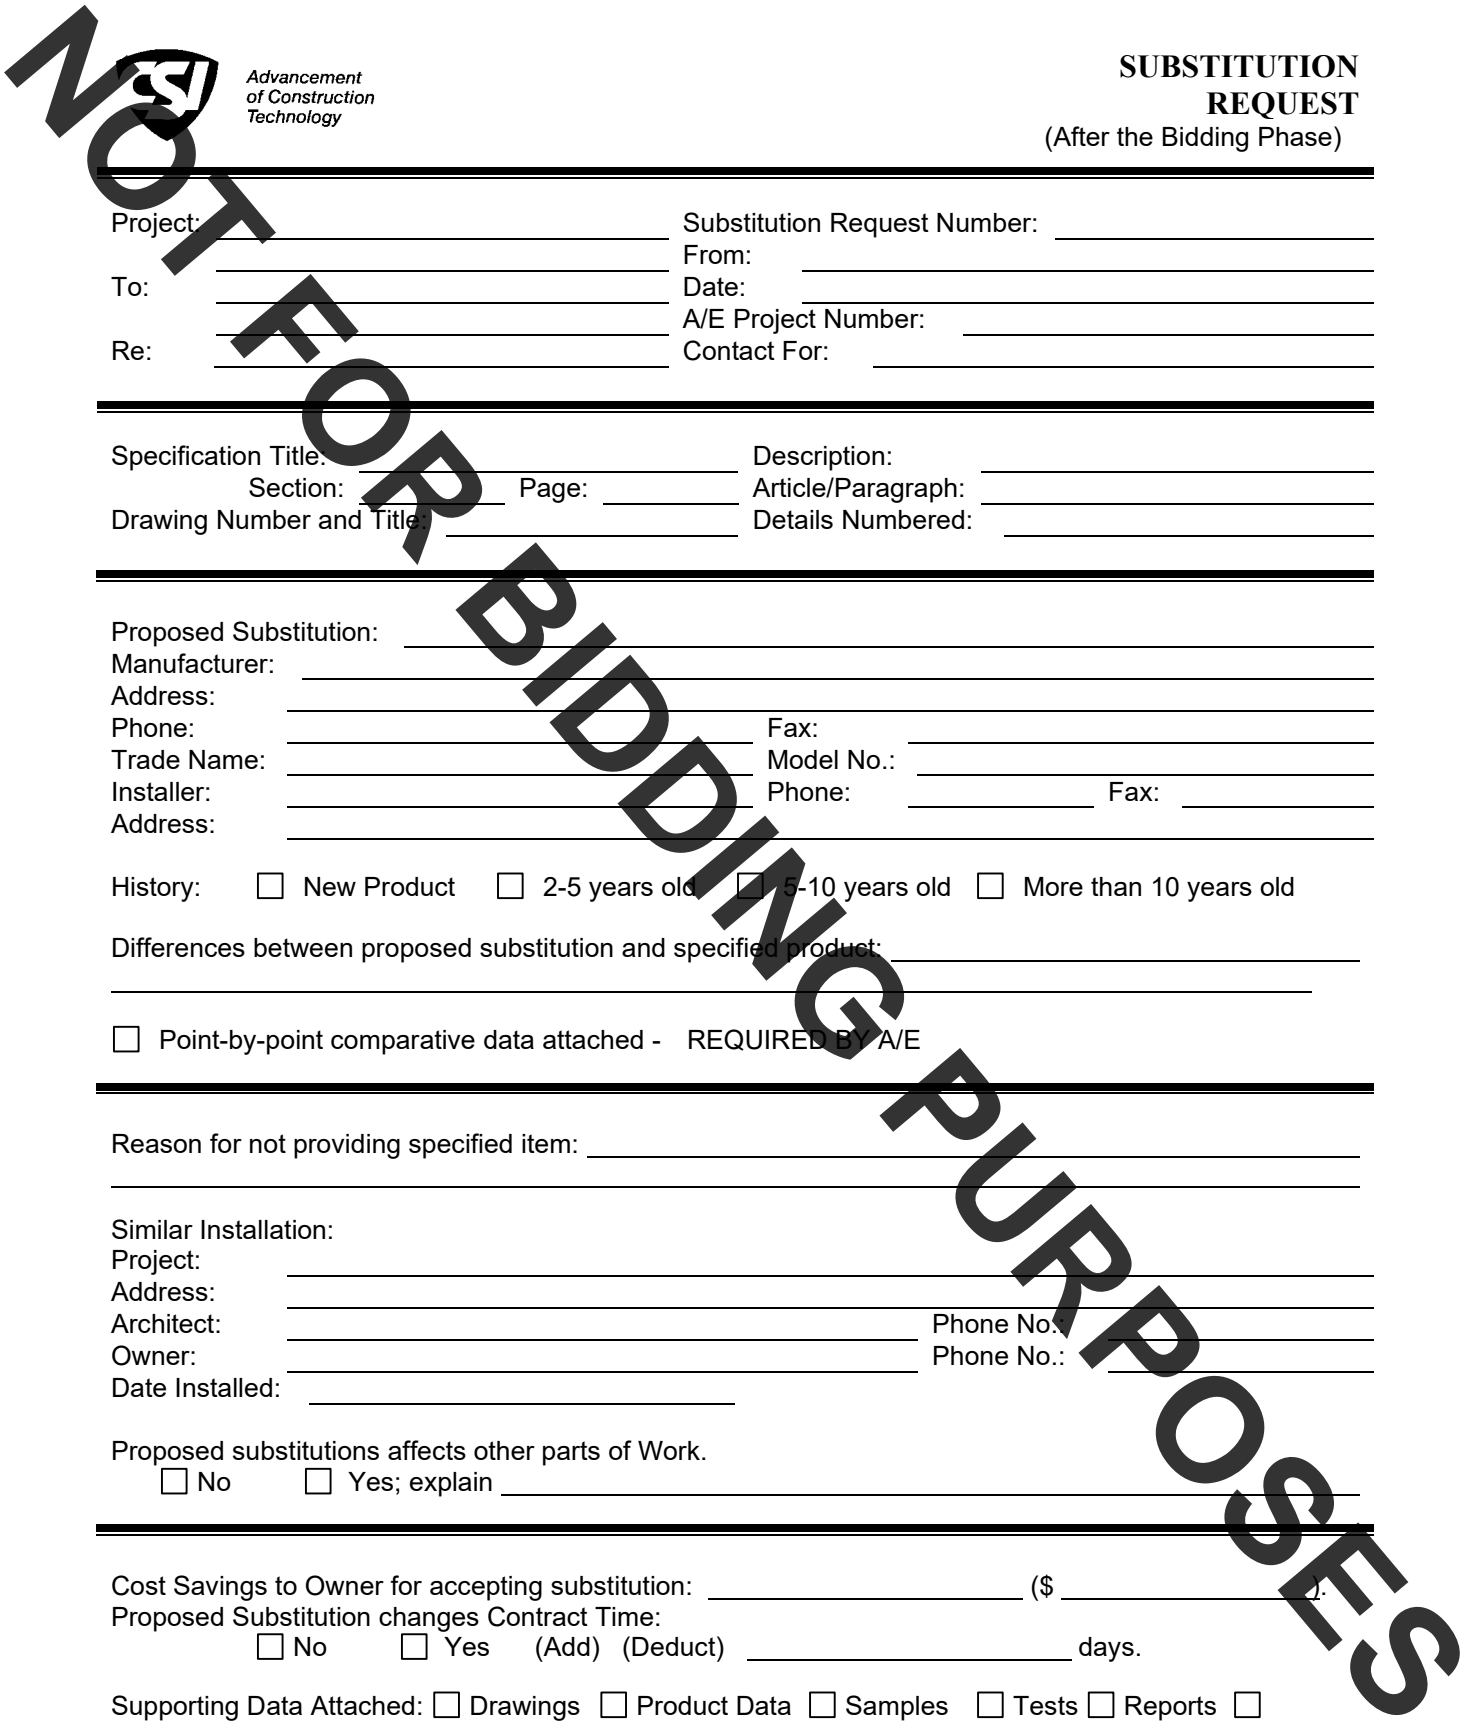 CSI
Advancement
of Construction
Technology
SUBSTITUTION
REQUEST
(After the Bidding Phase)
Project: Substitution Request Number:
From:
To: Date:
A/E Project Number:
Re: Contact For:
Specification Title: Description:
Section: Page: Article/Paragraph:
Drawing Number and Title: Details Numbered:
Proposed Substitution:
Manufacturer:
Address:
Phone: Fax:
Trade Name: Model No.:
Installer: Phone: Fax:
Address:
History: New Product 2-5 years old 5-10 years old More than 10 years old
Differences between proposed substitution and specified product:
Point-by-point comparative data attached - REQUIRED BY A/E
Reason for not providing specified item:
Similar Installation:
Project:
Address:
Architect: Phone No.:
Owner: Phone No.:
Date Installed:
Proposed substitutions affects other parts of Work.
No Yes; explain
Cost Savings to Owner for accepting substitution: ($ ).
Proposed Substitution changes Contract Time:
No Yes (Add) (Deduct) days.
Supporting Data Attached: Drawings Product Data Samples Tests Reports
NOT FOR BIDDING PURPOSES